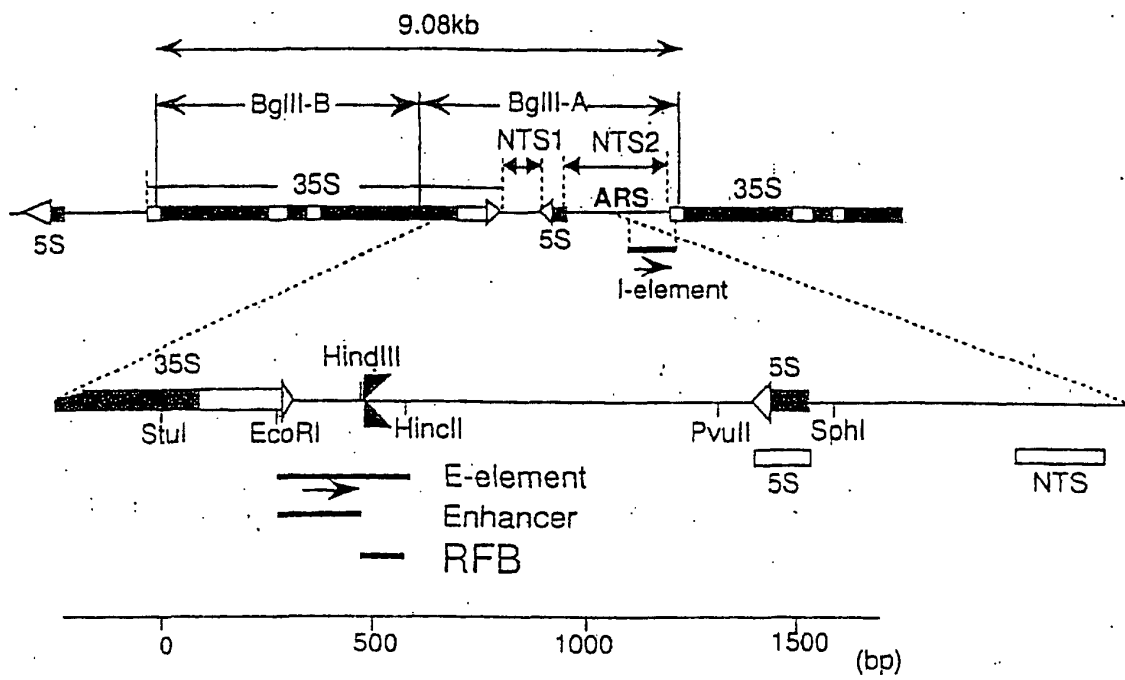 9.08kb
BglII-B BglII-A
NTS1 NTS2
35S ARS 35S
5S 5S
I-element
35S HindIII 5S
StuI EcoRI HincII PvuII SphI
E-element 5S NTS
Enhancer
RFB
0 500 1000 1500
(bp)